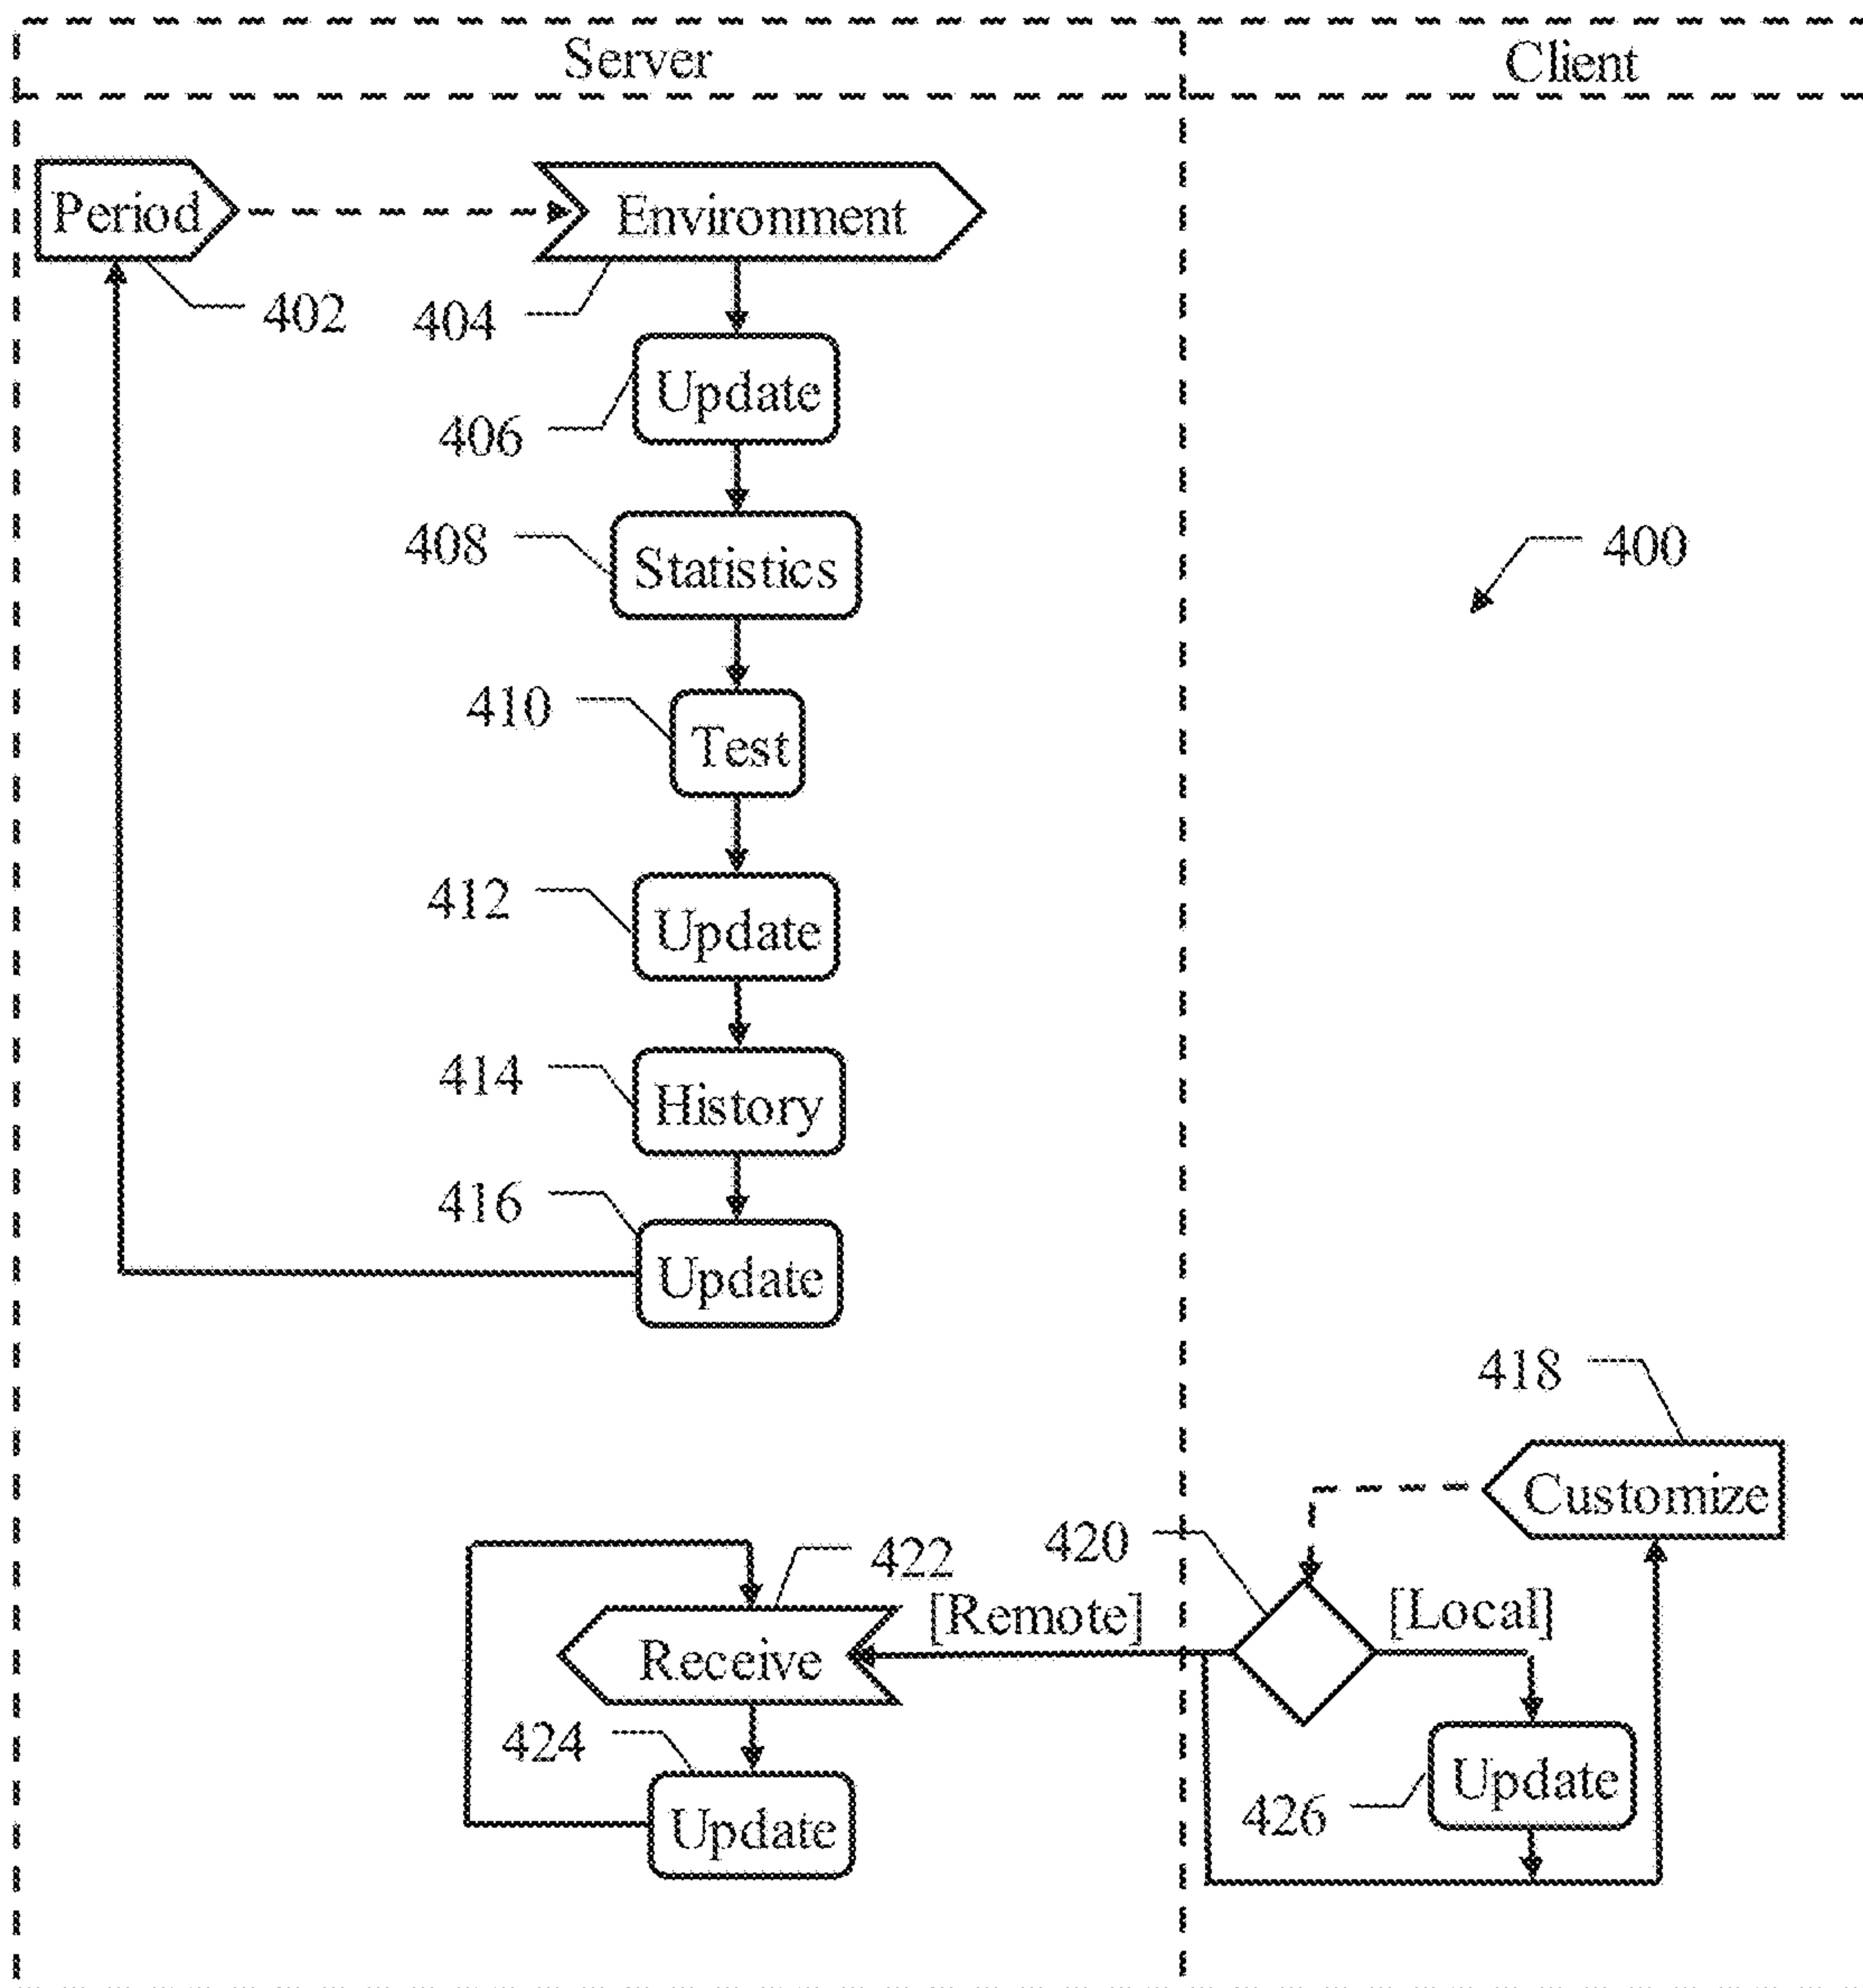 Server
Client
Period
Environment
402
404
Update
406
408
Statistics
400
410
Test
412
Update
414
History
416
Update
418
Customize
420
422
[Remote]
[Local]
Receive
424
Update
Update
426